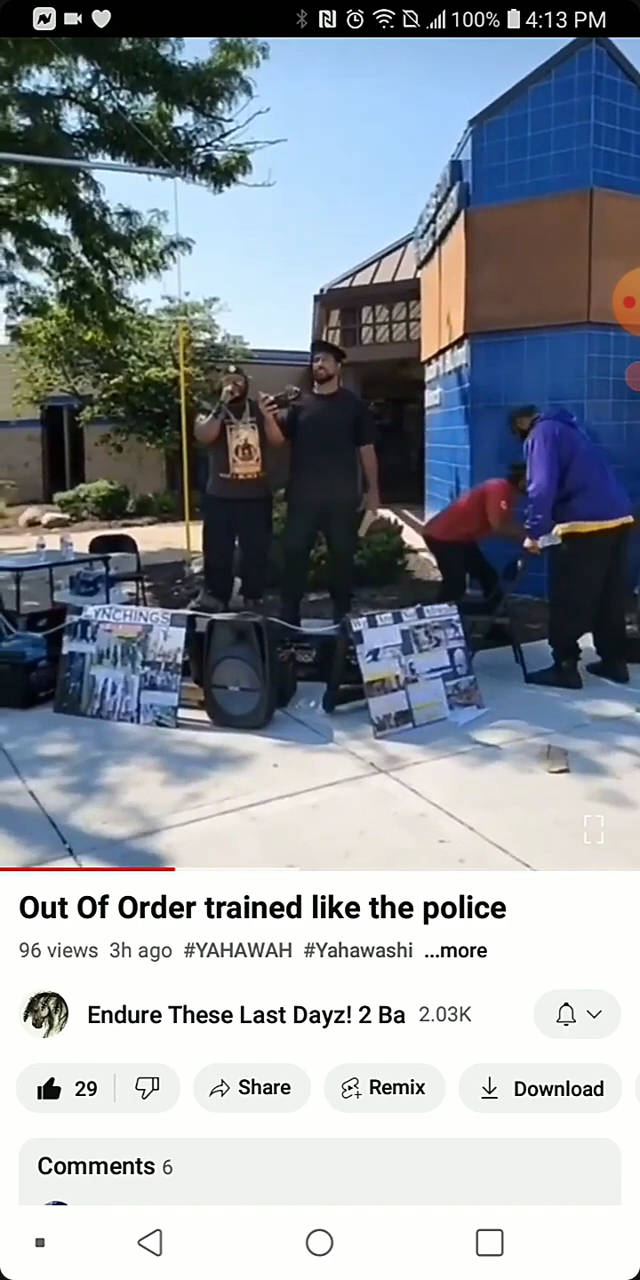 100% 4:13 PM
LYNCHINGS
Out Of Order trained like the police
96 views 3h ago #YAHAWAH #Yahawashi ...more
Endure These Last Dayz! 2 Ba 2.03K
29 Share Remix Download
Comments 6